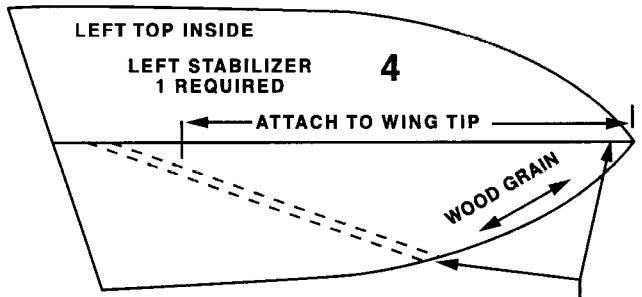 LEFT TOP INSIDE
LEFT STABILIZER 4
1 REQUIRED
ATTACH TO WING TIP
WOOD GRAIN